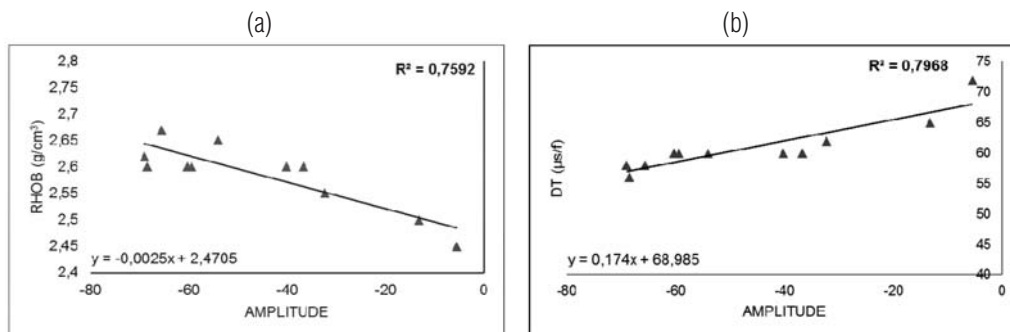 (a)
R² = 0,7592
2,8
2,75
2,7
2,65
2,6
2,55
2,5
2,45
2,4
RHOB (g/cm³)
y = -0,0025x + 2,4705
-80 -60 -40 -20 0
AMPLITUDE
(b)
R² = 0,7968
75
70
65
60
55
50
45
40
DT (µs/f)
y = 0,174x + 68,985
-80 -60 -40 -20 0
AMPLITUDE